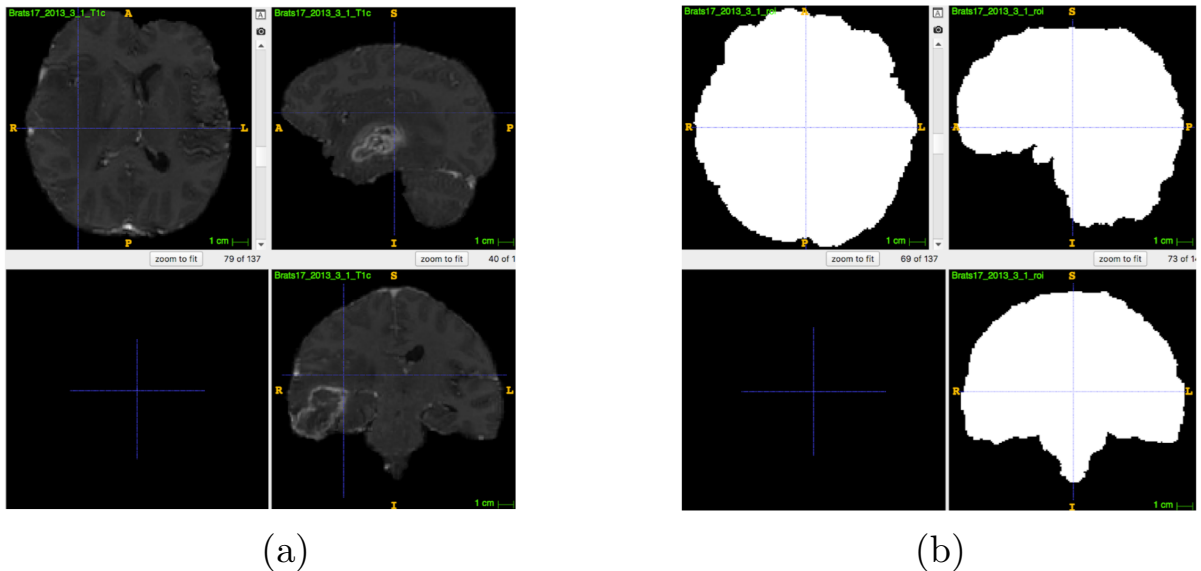 Brats17_2013_3_1_T1c
A
R
L
P
1 cm
Brats17_2013_3_1_T1c
S
A
P
I
1 cm
zoom to fit
79 of 137
zoom to fit
40 of 1
Brats17_2013_3_1_T1c
S
R
L
I
1 cm
(a)
Brats17_2013_3_1_roi
A
R
L
P
1 cm
Brats17_2013_3_1_roi
S
A
P
I
1 cm
zoom to fit
69 of 137
zoom to fit
73 of
Brats17_2013_3_1_roi
S
R
L
I
1 cm
(b)